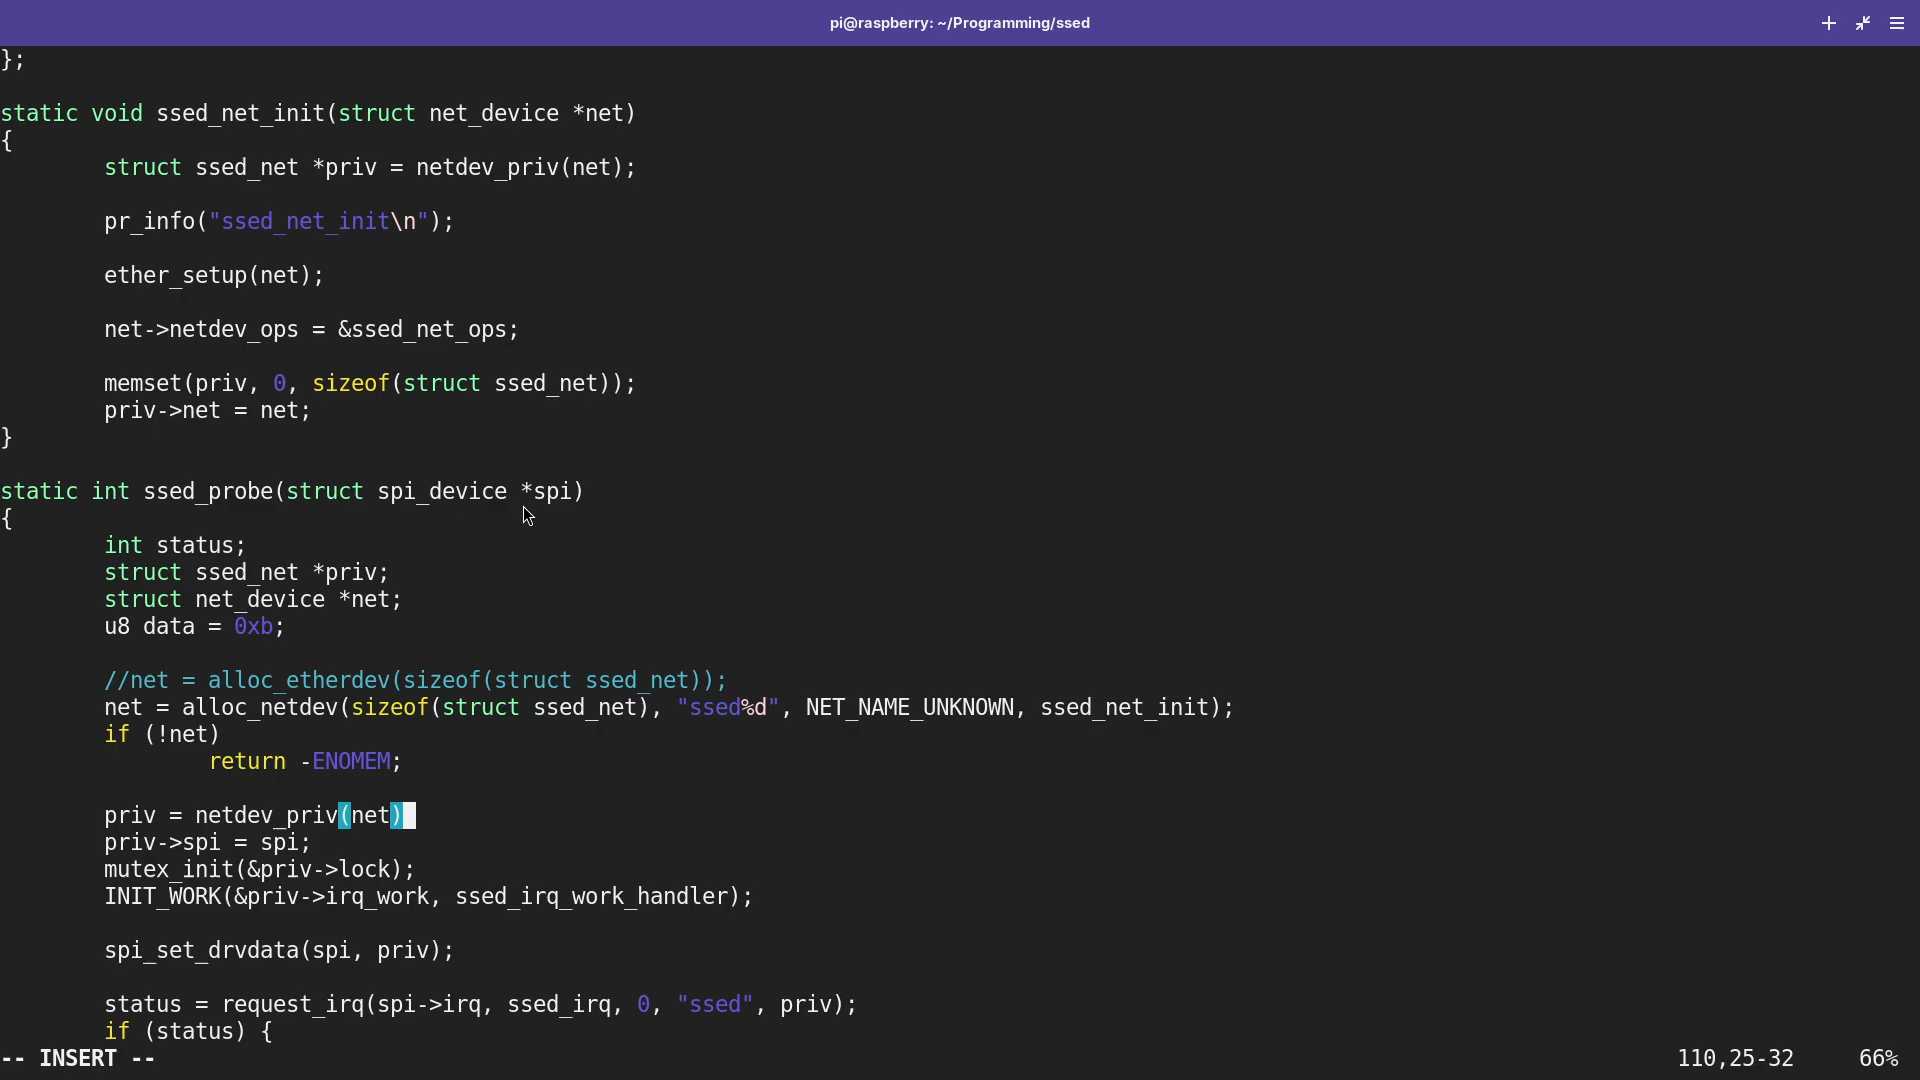 pi@raspberry: ~/Programming/ssed
};
static void ssed_net_init(struct net_device *net)
{
        struct ssed_net *priv = netdev_priv(net);
        pr_info("ssed_net_init\n");
        ether_setup(net);
        net->netdev_ops = &ssed_net_ops;
        memset(priv, 0, sizeof(struct ssed_net));
        priv->net = net;
}
static int ssed_probe(struct spi_device *spi)
{
        int status;
        struct ssed_net *priv;
        struct net_device *net;
        u8 data = 0xb;
        //net = alloc_etherdev(sizeof(struct ssed_net));
        net = alloc_netdev(sizeof(struct ssed_net), "ssed%d", NET_NAME_UNKNOWN, ssed_net_init);
        if (!net)
                return -ENOMEM;
        priv = netdev_priv(net)
        priv->spi = spi;
        mutex_init(&priv->lock);
        INIT_WORK(&priv->irq_work, ssed_irq_work_handler);
        spi_set_drvdata(spi, priv);
        status = request_irq(spi->irq, ssed_irq, 0, "ssed", priv);
        if (status) {
-- INSERT -- 110,25-32 66%